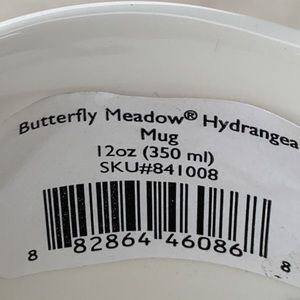 Butterfly Meadow® Hydrangea
Mug
12oz (350 ml)
SKU#841008
8 82864 46086 8